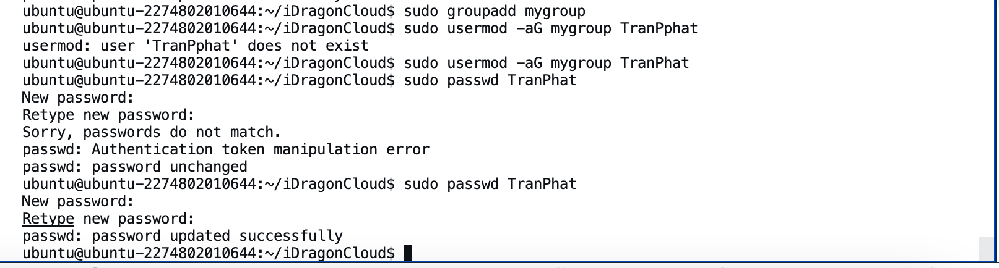 ubuntu@ubuntu-2274802010644:~/iDragonCloud$ sudo groupadd mygroup
ubuntu@ubuntu-2274802010644:~/iDragonCloud$ sudo usermod -aG mygroup TranPphat
usermod: user 'TranPphat' does not exist
ubuntu@ubuntu-2274802010644:~/iDragonCloud$ sudo usermod -aG mygroup TranPhat
ubuntu@ubuntu-2274802010644:~/iDragonCloud$ sudo passwd TranPhat
New password:
Retype new password:
Sorry, passwords do not match.
passwd: Authentication token manipulation error
passwd: password unchanged
ubuntu@ubuntu-2274802010644:~/iDragonCloud$ sudo passwd TranPhat
New password:
Retype new password:
passwd: password updated successfully
ubuntu@ubuntu-2274802010644:~/iDragonCloud$